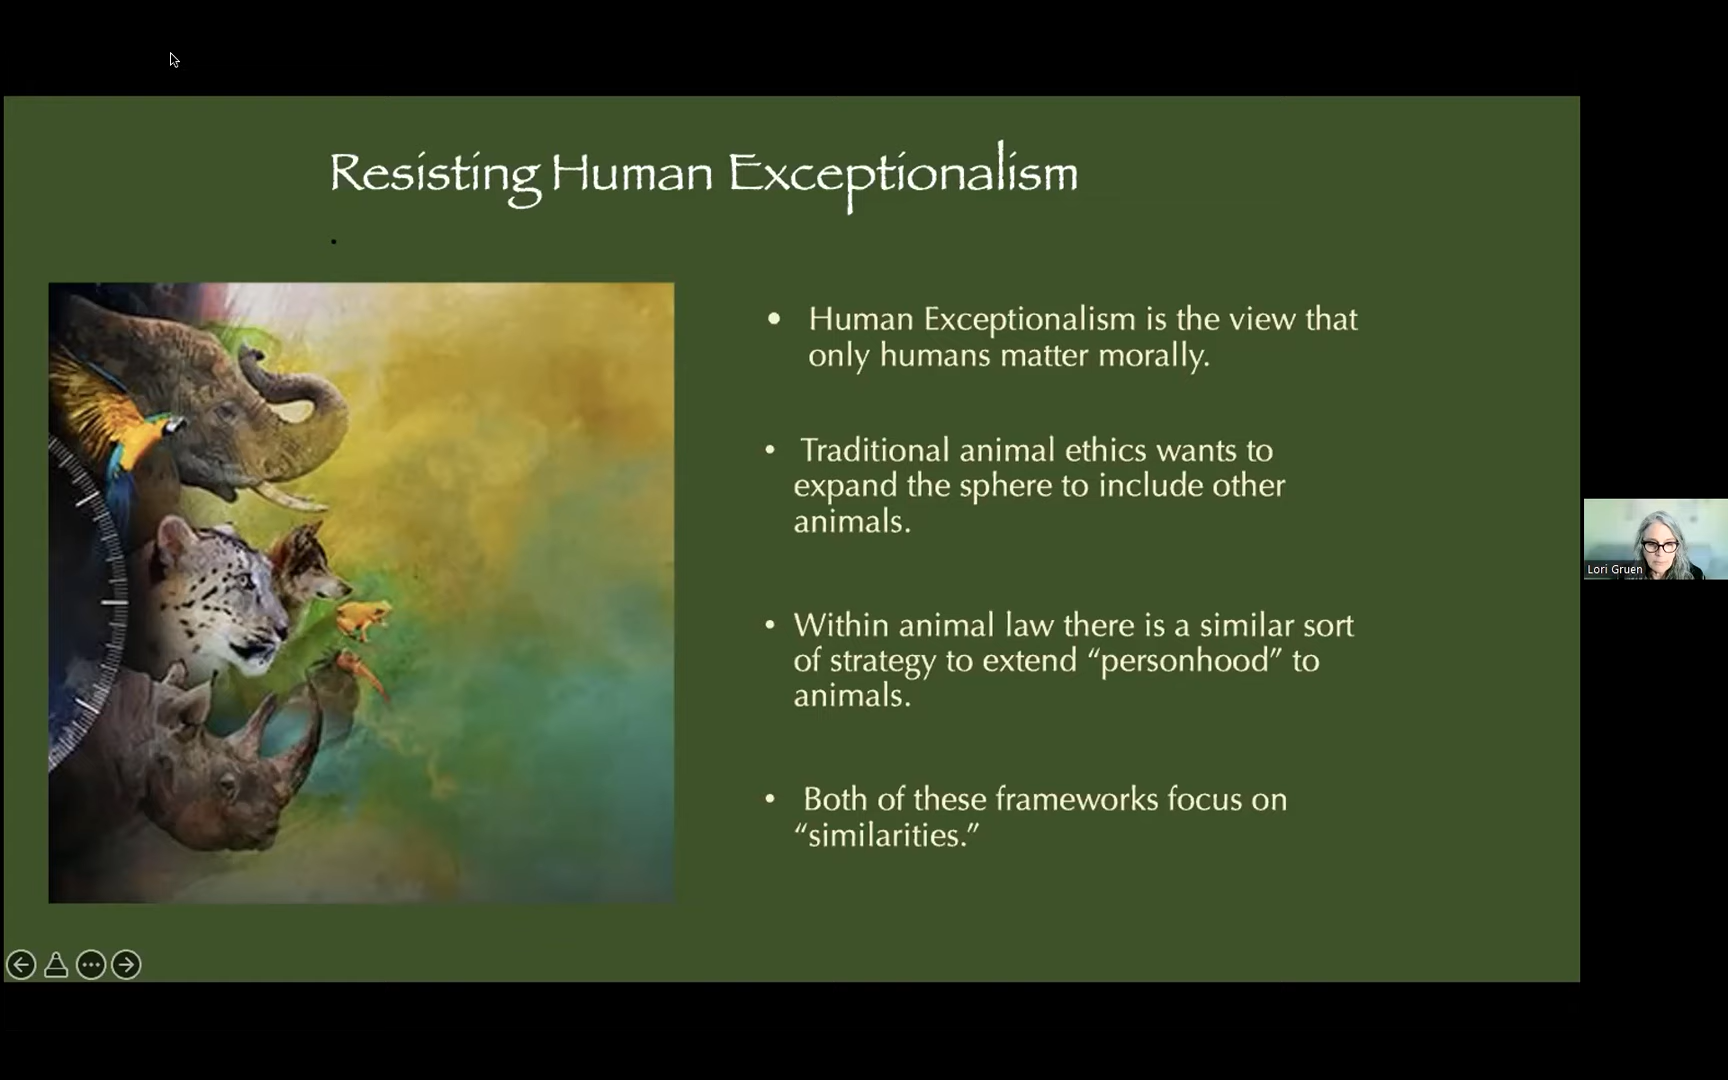 Resisting Human Exceptionalism
• Human Exceptionalism is the view that
only humans matter morally.
• Traditional animal ethics wants to
expand the sphere to include other
animals.
• Within animal law there is a similar sort
of strategy to extend “personhood” to
animals.
• Both of these frameworks focus on
“similarities.”
Lori Gruen